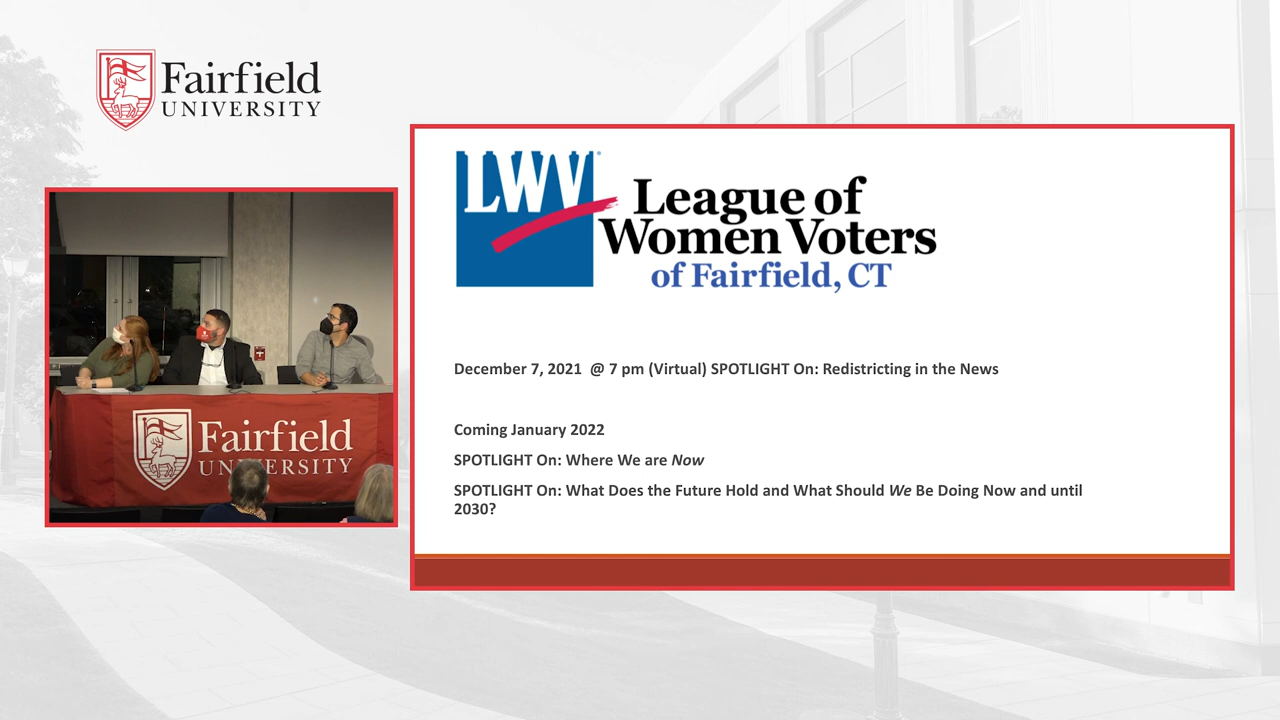 Fairfield
UNIVERSITY
LWV
League of
Women Voters
of Fairfield, CT
December 7, 2021 @ 7 pm (Virtual) SPOTLIGHT On: Redistricting in the News
Coming January 2022
SPOTLIGHT On: Where We are Now
SPOTLIGHT On: What Does the Future Hold and What Should We Be Doing Now and until
2030?
Fairfield
UNIVERSITY